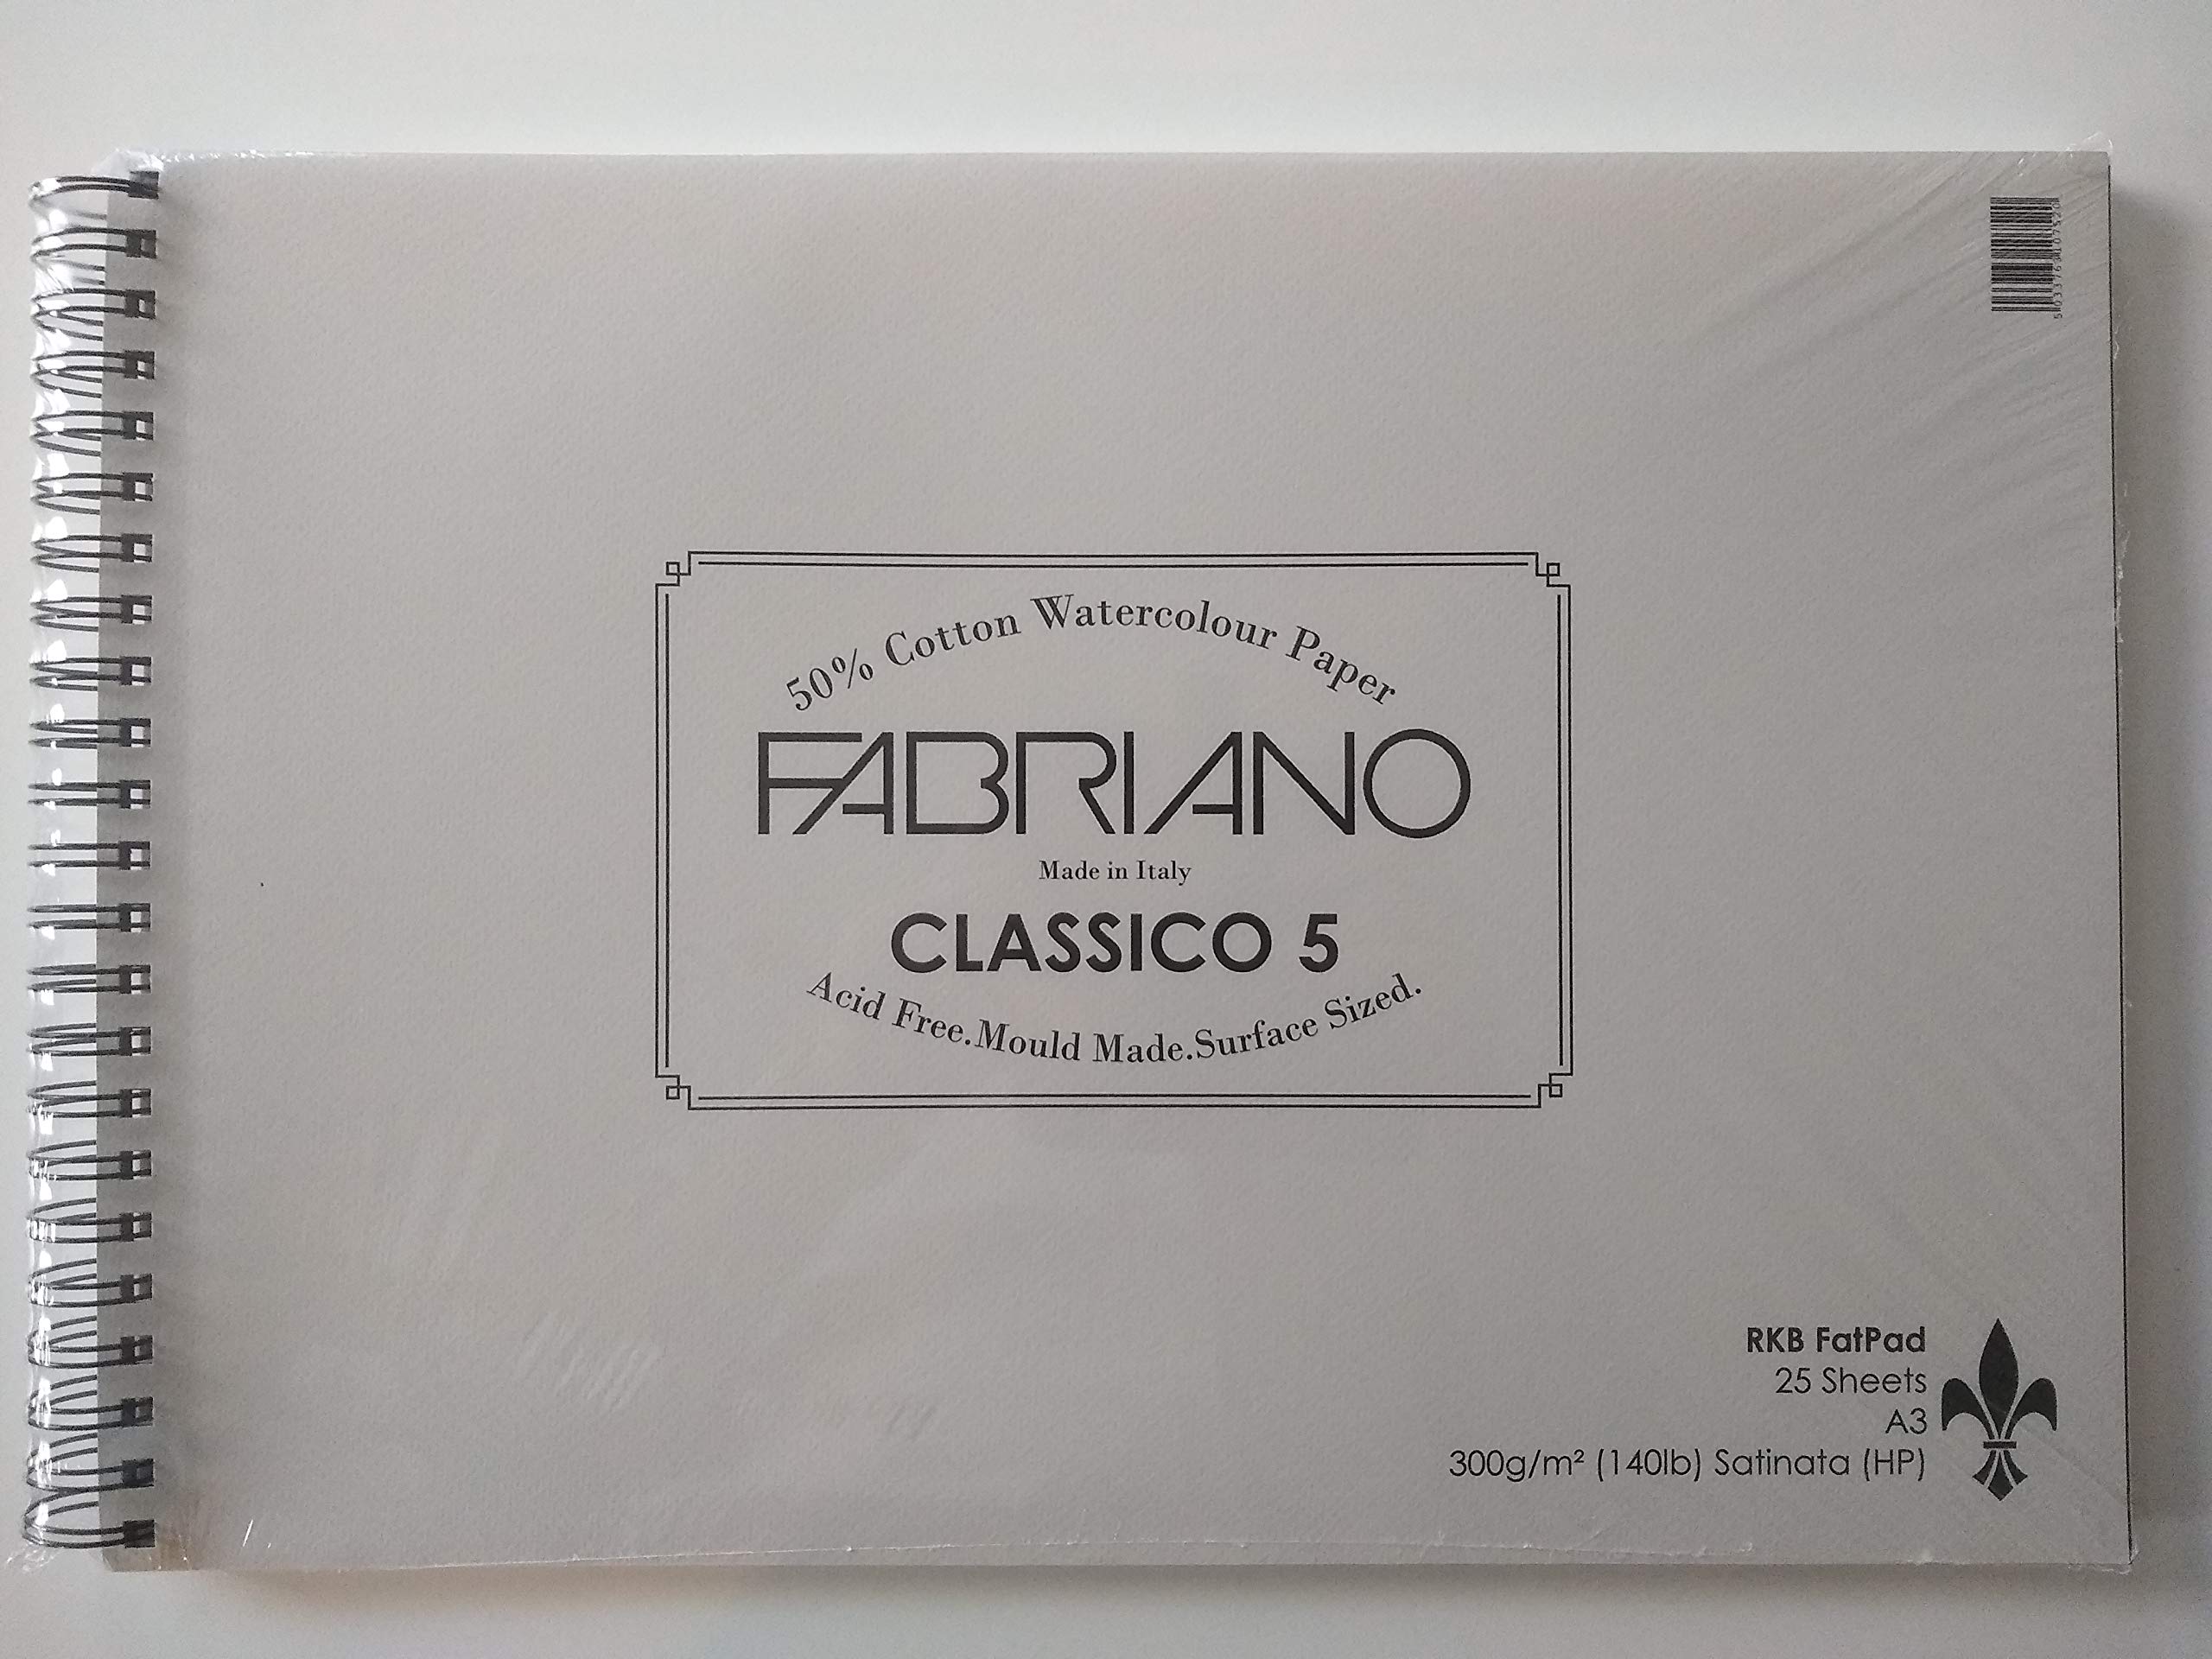 50% Cotton Watercolour Paper
FABRIANO
Made in Italy
CLASSICO 5
Acid Free.Mould Made.Surface Sized.
RKB FatPad
25 Sheets
A3
300g/m² (140lb) Satinata (HP)